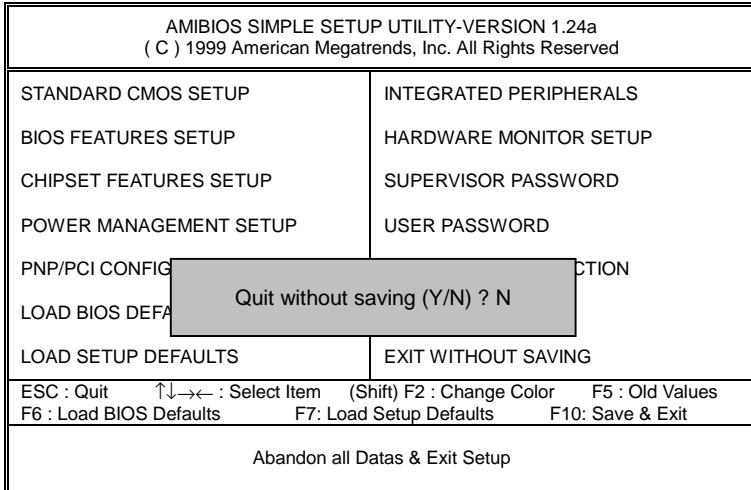 AMIBIOS SIMPLE SETUP UTILITY-VERSION 1.24a
( C ) 1999 American Megatrends, Inc. All Rights Reserved
STANDARD CMOS SETUP
BIOS FEATURES SETUP
CHIPSET FEATURES SETUP
POWER MANAGEMENT SETUP
PNP/PCI CONFIG
LOAD BIOS DEFA
LOAD SETUP DEFAULTS
INTEGRATED PERIPHERALS
HARDWARE MONITOR SETUP
SUPERVISOR PASSWORD
USER PASSWORD
CTION
EXIT WITHOUT SAVING
Quit without saving (Y/N) ? N
ESC : Quit ↑↓→← : Select Item (Shift) F2 : Change Color F5 : Old Values
F6 : Load BIOS Defaults F7: Load Setup Defaults F10: Save & Exit
Abandon all Datas & Exit Setup